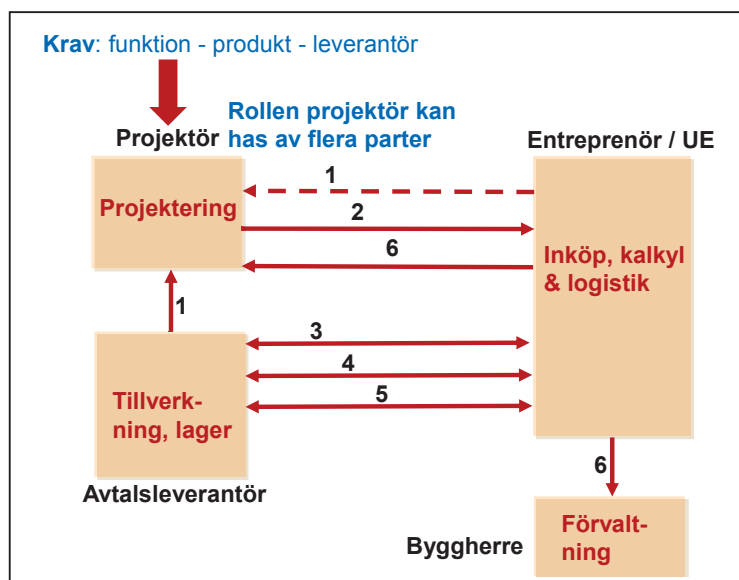 Krav: funktion - produkt - leverantör
Rollen projektör kan
has av flera parter
Projektör
Entreprenör / UE
Projektering
1
2
6
Inköp, kalkyl
& logistik
1
3
4
5
Tillverk-
ning, lager
Avtalsleverantör
6
Byggherre
Förvalt-
ning